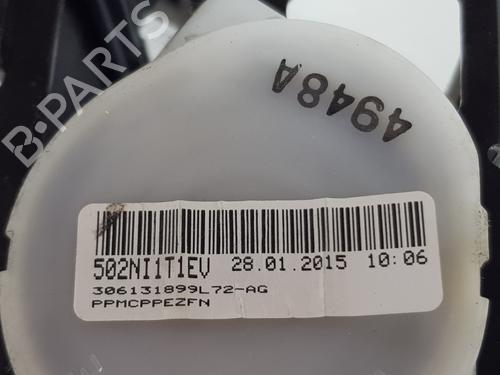 B-PARTS
4948A
502NI1T1EV 28.01.2015 10:06
306131899L72-AG
PPMCPPEZFN